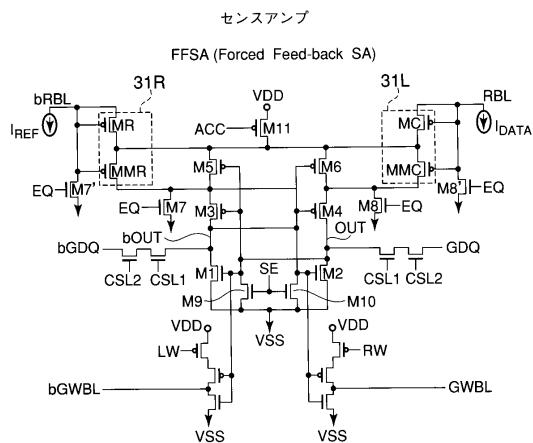 センスアンプ
FFSA (Forced Feed-back SA)
31R
31L
bRBL
VDD
RBL
IREF
MR
ACC
M11
MC
IDATA
MMR
M5
M6
MMC
EQ
M7'
EQ
M7
M3
M4
M8
EQ
M8'
EQ
bOUT
OUT
bGDQ
GDQ
CSL2
CSL1
M1
SE
M2
CSL1
CSL2
M9
M10
VSS
VDD
VDD
LW
RW
bGWBL
GWBL
VSS
VSS